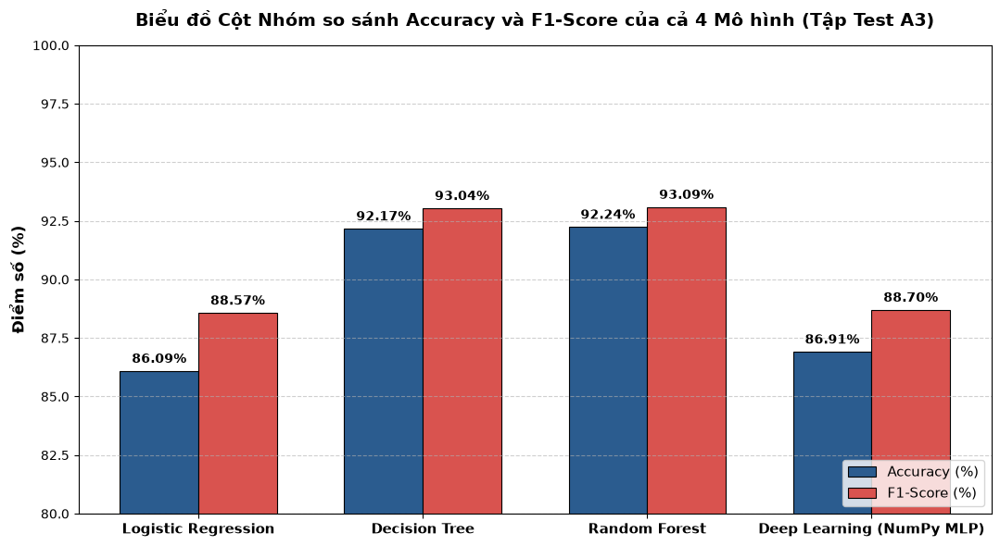 Biểu đồ Cột Nhóm so sánh Accuracy và F1-Score của cả 4 Mô hình (Tập Test A3)
100.0
97.5
95.0
92.5
90.0
87.5
85.0
82.5
80.0
Điểm số (%)
86.09%
88.57%
92.17%
93.04%
92.24%
93.09%
86.91%
88.70%
Accuracy (%)
F1-Score (%)
Logistic Regression
Decision Tree
Random Forest
Deep Learning (NumPy MLP)